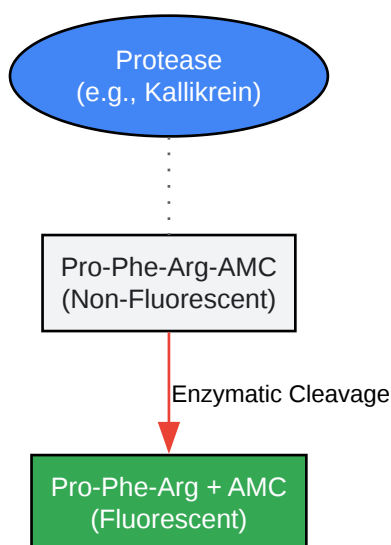 Protease
(e.g., Kallikrein)
Pro-Phe-Arg-AMC
(Non-Fluorescent)
Enzymatic Cleavage
Pro-Phe-Arg + AMC
(Fluorescent)